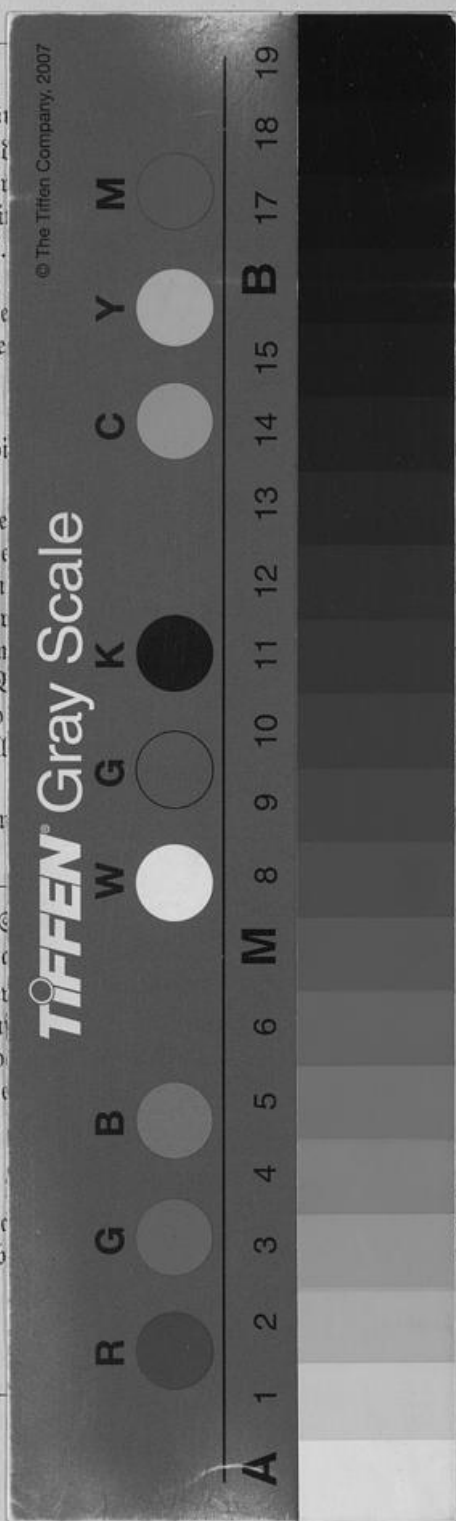 TIFFEN® Gray Scale
© The Tiffen Company, 2007
R G B W G K C Y M
A 1 2 3 4 5 6 M 8 9 10 11 12 13 14 15 B 17 18 19